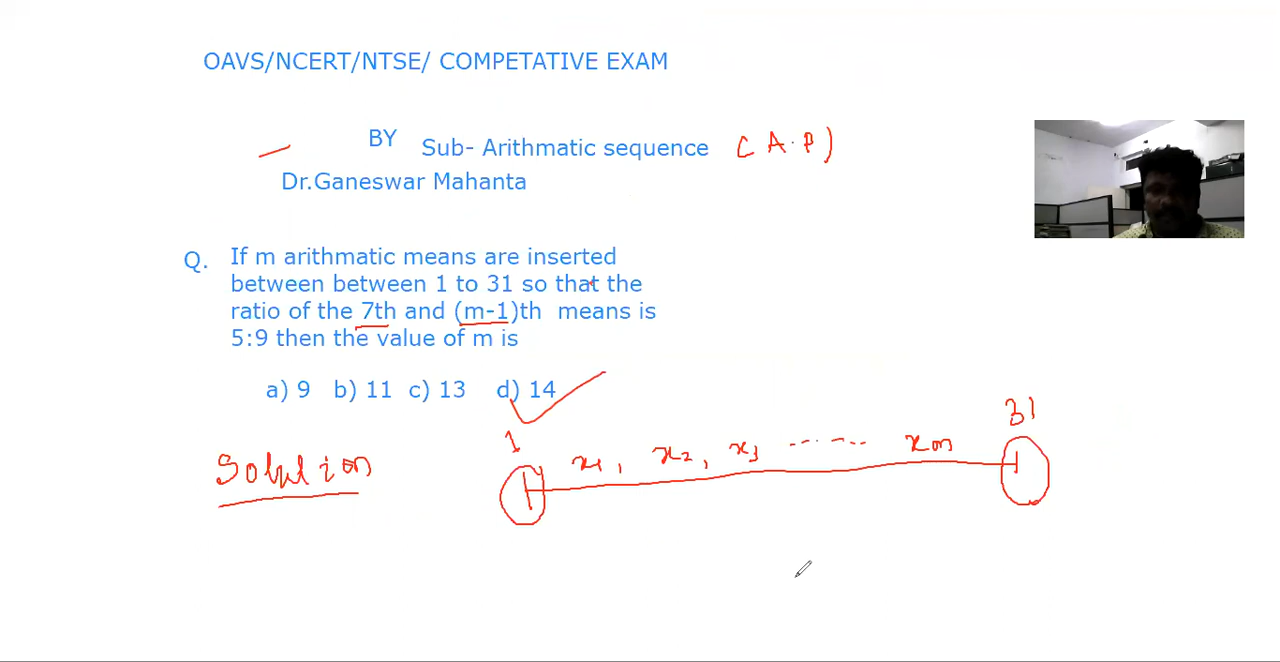 OAVS/NCERT/NTSE/ COMPETATIVE EXAM
BY Sub- Arithmatic sequence (A.P)
Dr.Ganeswar Mahanta
Q. If m arithmatic means are inserted
between between 1 to 31 so that the
ratio of the 7th and (m-1)th means is
5:9 then the value of m is
a) 9 b) 11 c) 13 d) 14
Solution
1 x1, x2, x3 ....... xm 31